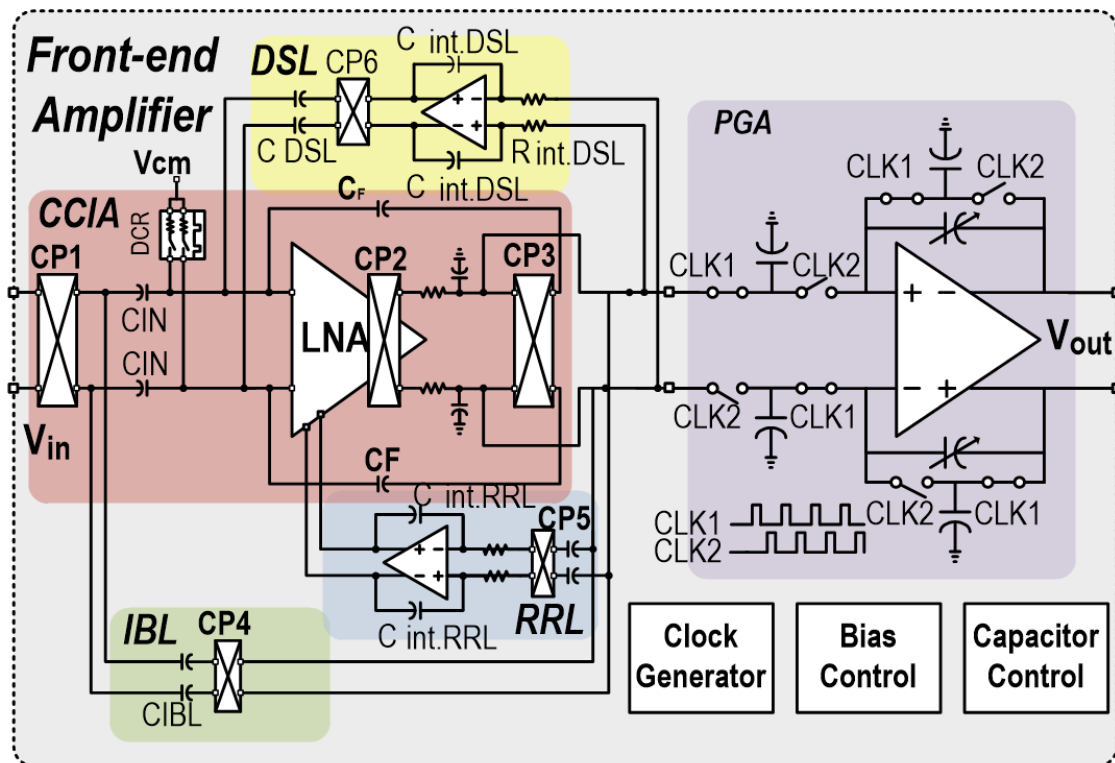 Front-end
Amplifier
DSL
CP6
C int.DSL
C DSL
R int.DSL
C int.DSL
Vcm
DCR
CCIA
CF
CP1
CIN
CIN
LNA
CP2
CP3
Vin
CF
C int.RRL
CP5
C int.RRL
RRL
IBL
CP4
CIBL
PGA
CLK1
CLK2
CLK1
CLK2
CLK2
CLK1
CLK2
CLK1
Vout
CLK1
CLK2
Clock
Generator
Bias
Control
Capacitor
Control